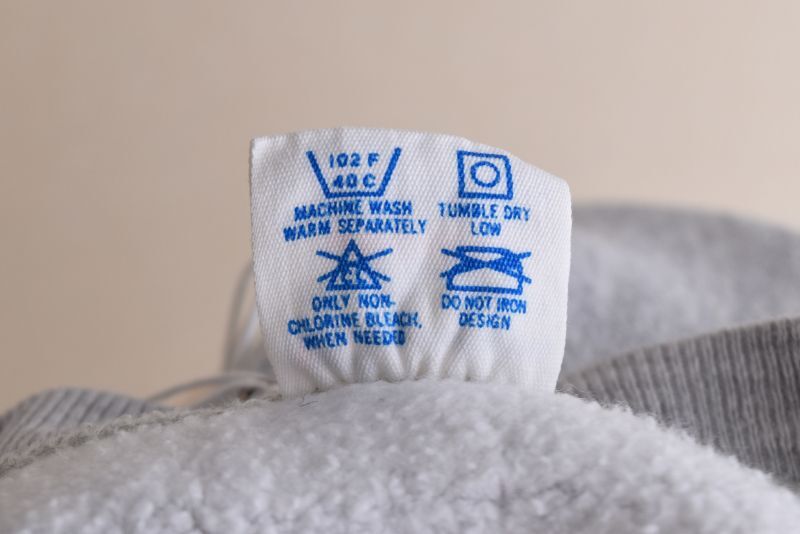 102 F
40 C
MACHINE WASH
WARM SEPARATELY
TUMBLE DRY
LOW
CL
ONLY NON-
CHLORINE BLEACH,
WHEN NEEDED
DO NOT IRON
DESIGN